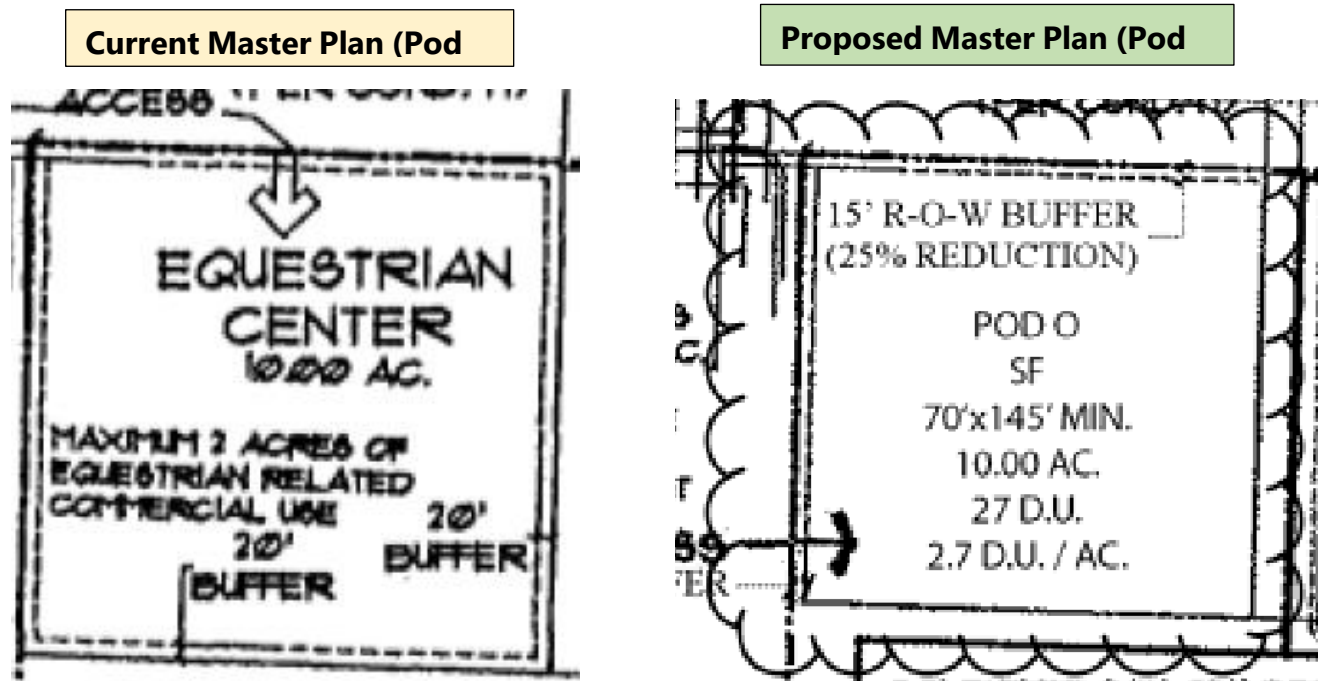 Current Master Plan (Pod
ACCESS
EQUESTRIAN
CENTER
10.00 AC.
MAXIMUM 2 ACRES OF
EQUESTRIAN RELATED
COMMERCIAL USE
20'
BUFFER
20'
BUFFER
Proposed Master Plan (Pod
15' R-O-W BUFFER
(25% REDUCTION)
POD O
SF
70'x145' MIN.
10.00 AC.
27 D.U.
2.7 D.U. / AC.